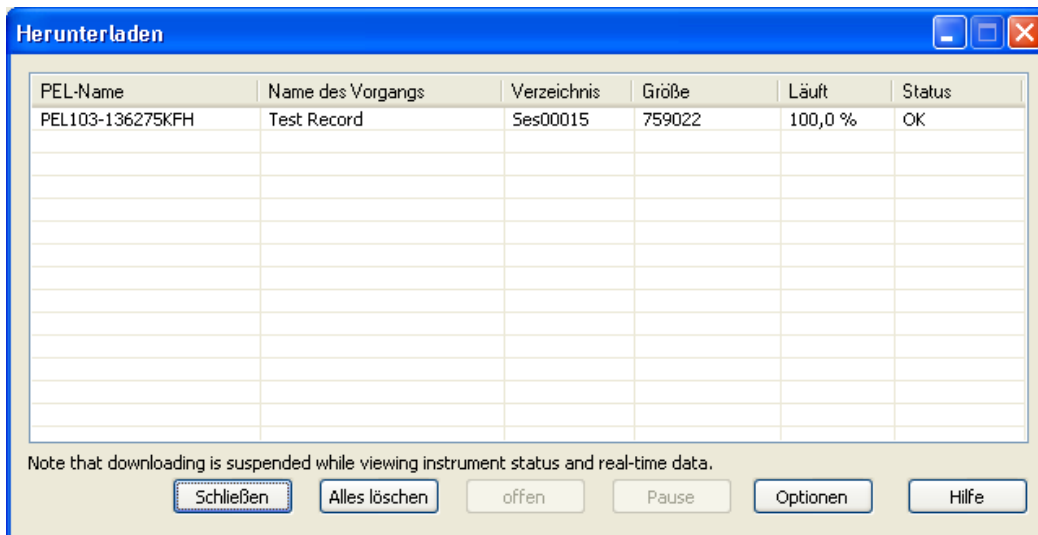 Herunterladen
PEL-Name Name des Vorgangs Verzeichnis Größe Läuft Status
PEL103-136275KFH Test Record Ses00015 759022 100,0 % OK
Note that downloading is suspended while viewing instrument status and real-time data.
Schließen Alles löschen offen Pause Optionen Hilfe